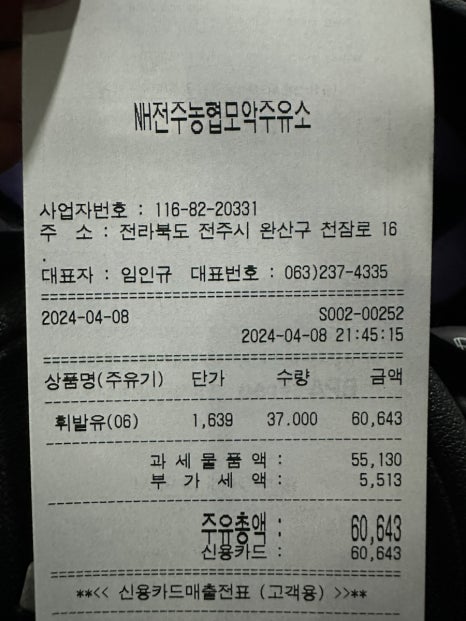 NH전주농협모악주유소
사업자번호 : 116-82-20331
주 소 : 전라북도 전주시 완산구 천잠로 16
.
대표자 : 임인규 대표번호 : 063)237-4335
========================================
2024-04-08 S002-00252
2024-04-08 21:45:15
========================================
상품명(주유기) 단가 수량 금액
----------------------------------------
휘발유(06) 1,639 37.000 60,643
----------------------------------------
과 세 물 품 액 : 55,130
부 가 세 액 : 5,513
----------------------------------------
주유총액 : 60,643
신용카드 : 60,643
========================================
**<< 신용카드매출전표 (고객용) >>**
----------------------------------------